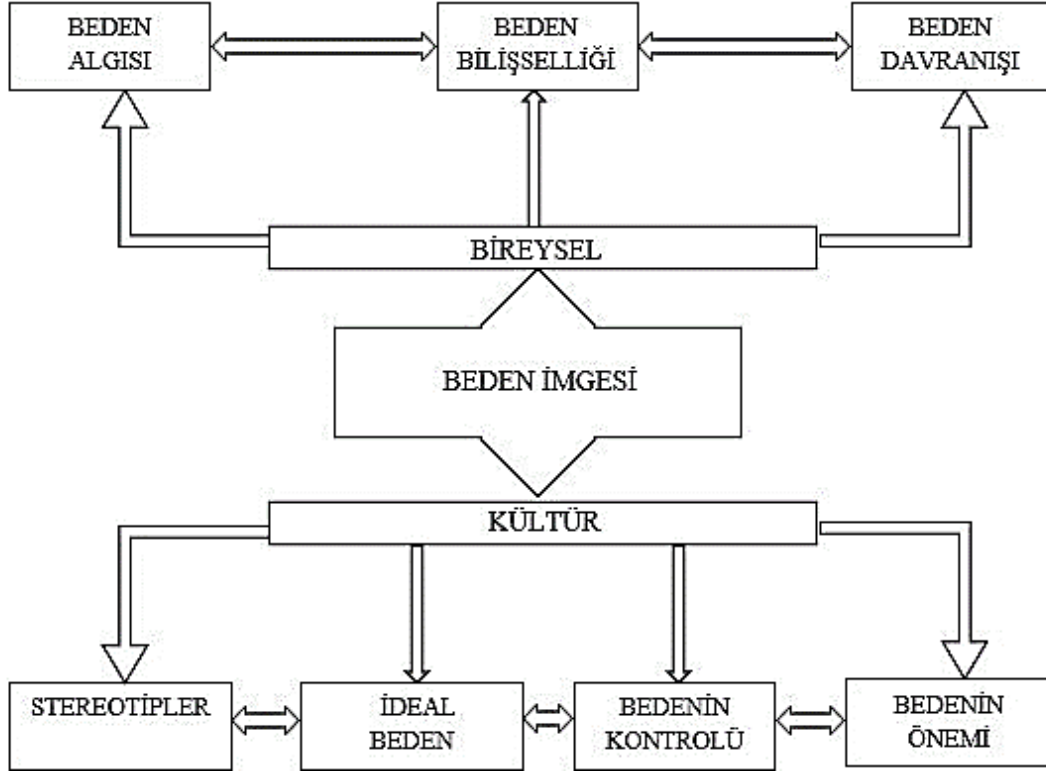 BEDEN
ALGISI
BEDEN
BİLİŞSELLİĞİ
BEDEN
DAVRANIŞI
BİREYSEL
BEDEN İMGESİ
KÜLTÜR
STEREOTİPLER
İDEAL
BEDEN
BEDENİN
KONTROLÜ
BEDENİN
ÖNEMİ